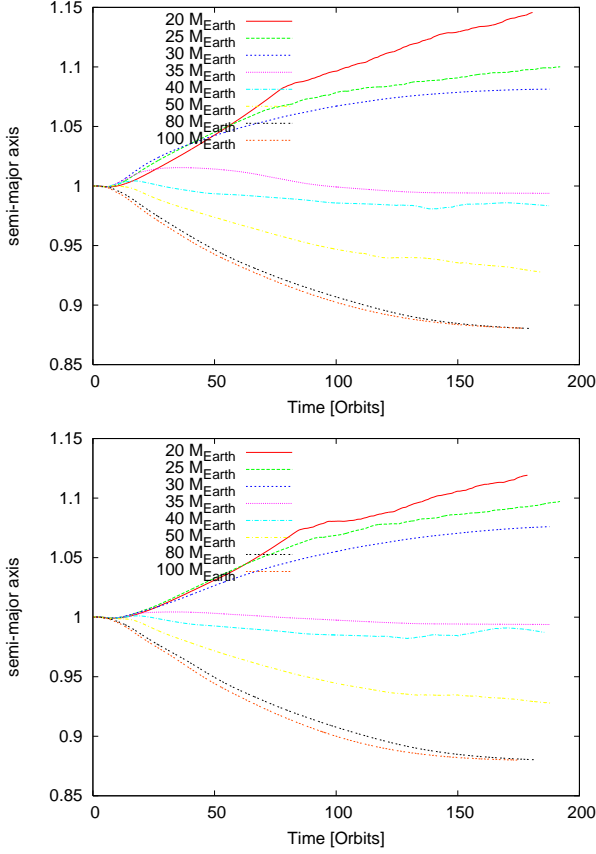 1.15
1.1
1.05
1
0.95
0.9
0.85
0
50
100
150
200
semi-major axis
Time [Orbits]
20 M_Earth
25 M_Earth
30 M_Earth
35 M_Earth
40 M_Earth
50 M_Earth
80 M_Earth
100 M_Earth
1.15
1.1
1.05
1
0.95
0.9
0.85
0
50
100
150
200
semi-major axis
Time [Orbits]
20 M_Earth
25 M_Earth
30 M_Earth
35 M_Earth
40 M_Earth
50 M_Earth
80 M_Earth
100 M_Earth